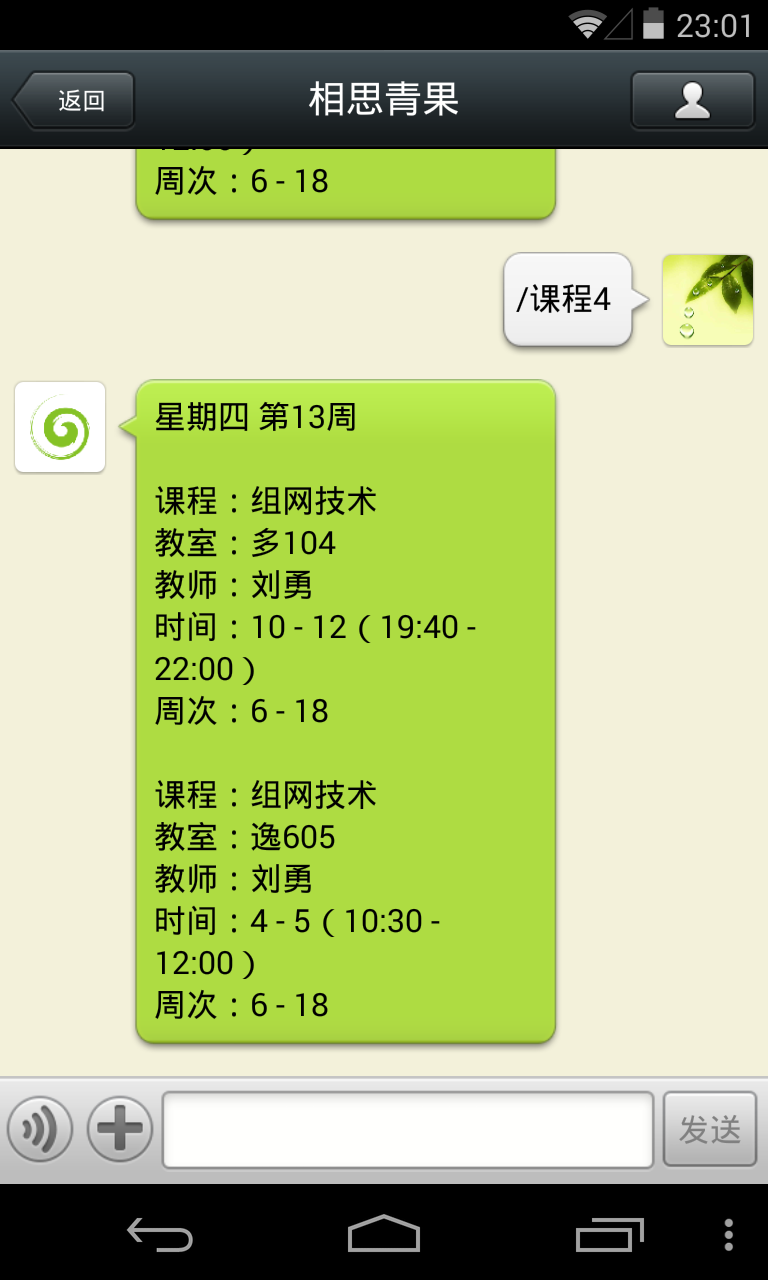 23:01
返回
相思青果
周次：6 - 18
/课程4
星期四 第13周
课程：组网技术
教室：多104
教师：刘勇
时间：10 - 12（19:40 -
22:00）
周次：6 - 18
课程：组网技术
教室：逸605
教师：刘勇
时间：4 - 5（10:30 -
12:00）
周次：6 - 18
发送